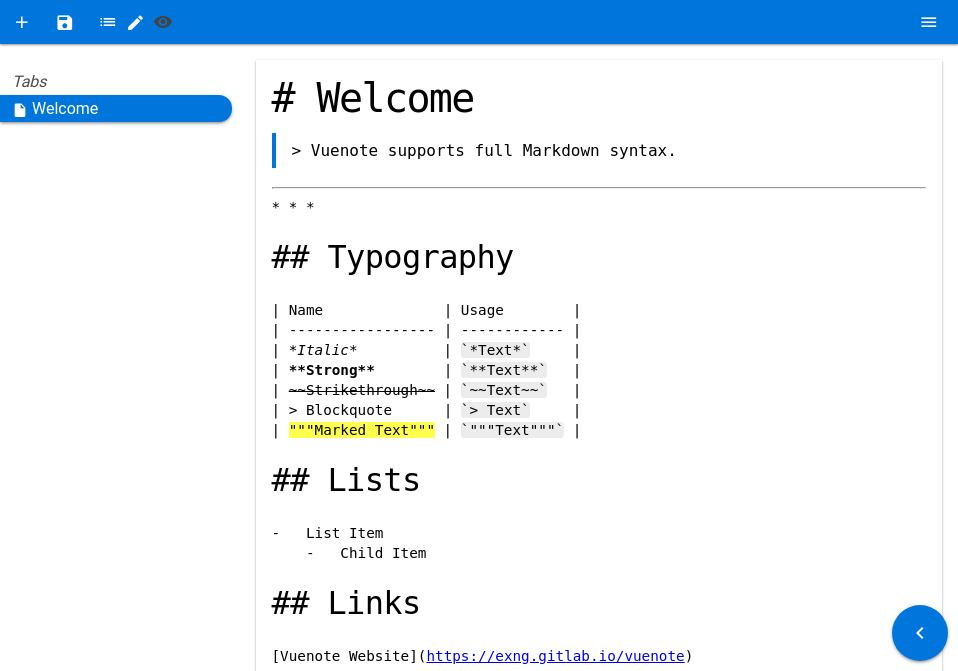 Tabs
Welcome
# Welcome
> Vuenote supports full Markdown syntax.
* * *
## Typography
| Name              | Usage        |
| ----------------- | ------------ |
| *Italic*          | `*Text*`     |
| **Strong**        | `**Text**`   |
| ~~Strikethrough~~ | `~~Text~~`   |
| > Blockquote      | `> Text`     |
| """Marked Text""" | `"""Text"""` |
## Lists
-   List Item
    -   Child Item
## Links
[Vuenote Website](https://exng.gitlab.io/vuenote)